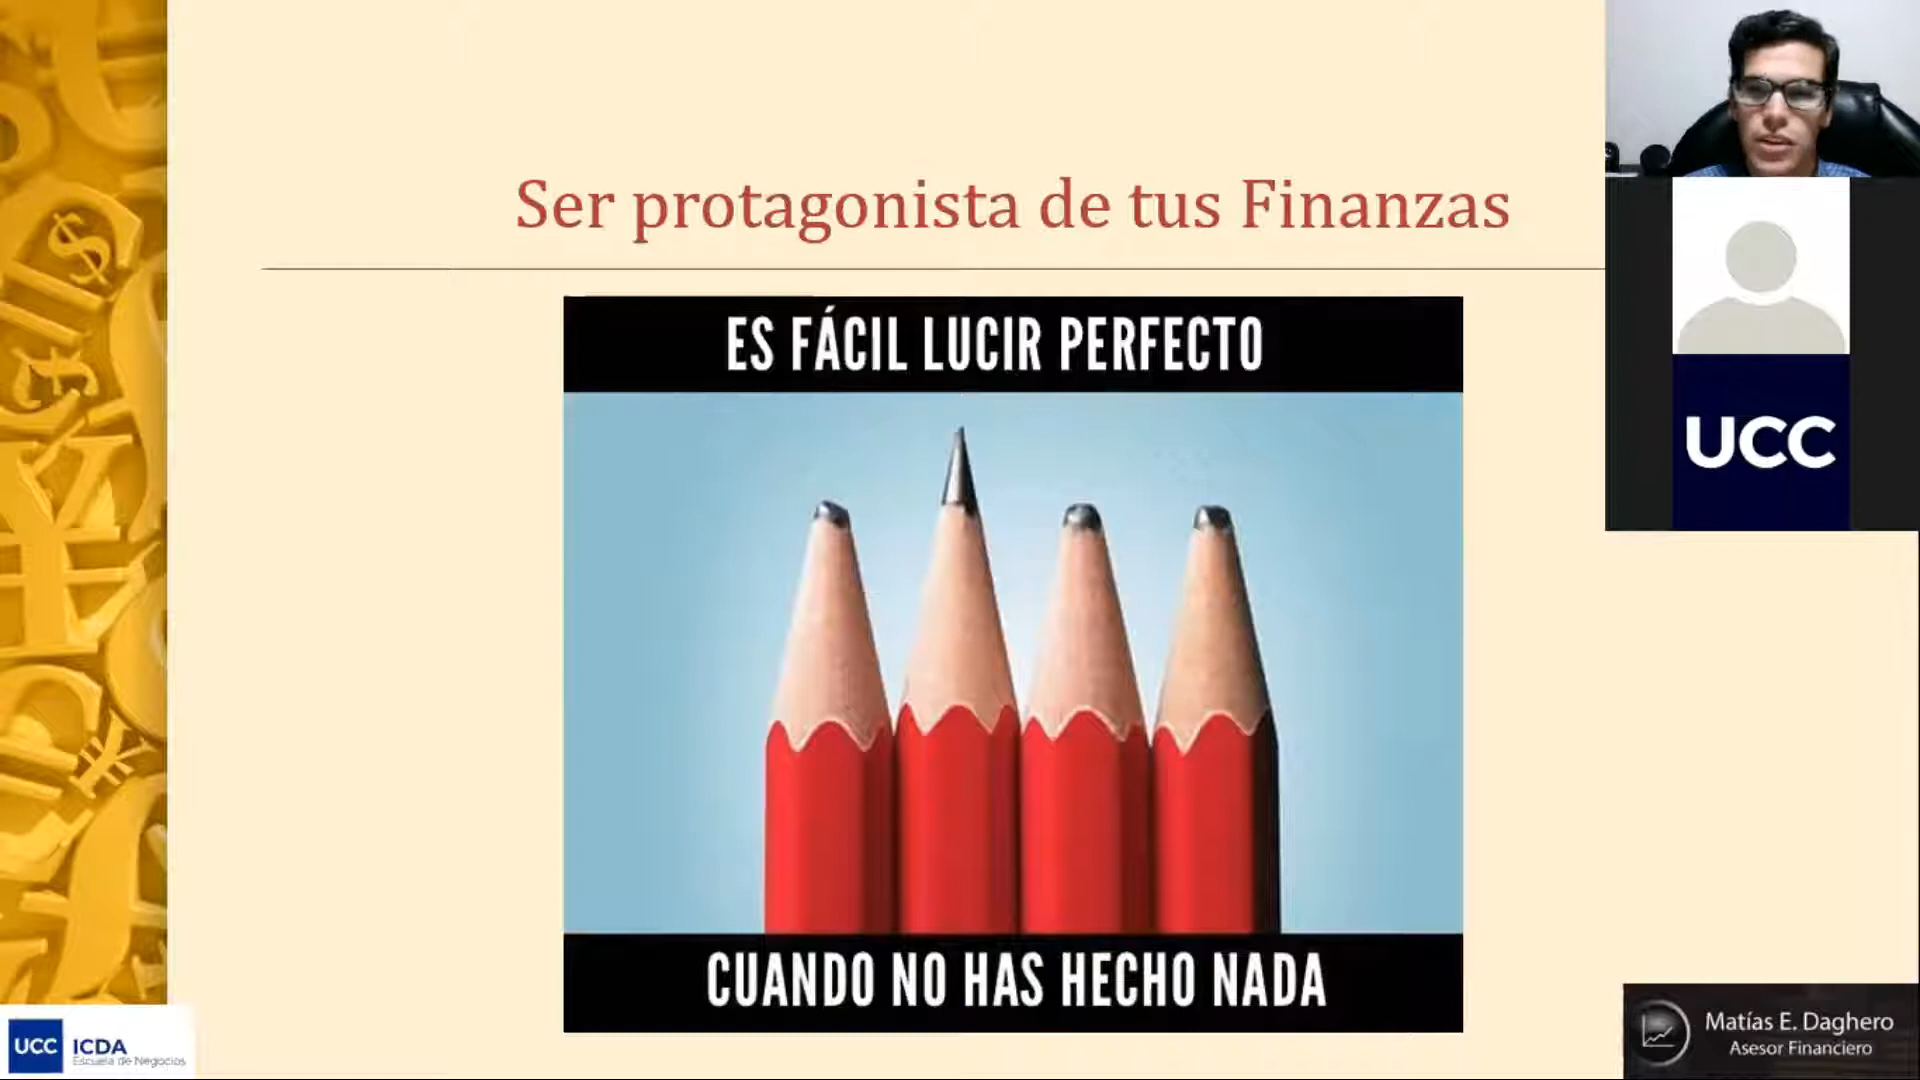 Ser protagonista de tus Finanzas
ES FÁCIL LUCIR PERFECTO
CUANDO NO HAS HECHO NADA
UCC
UCC
ICDA
Escuela de Negocios
Matías E. Daghero
Asesor Financiero